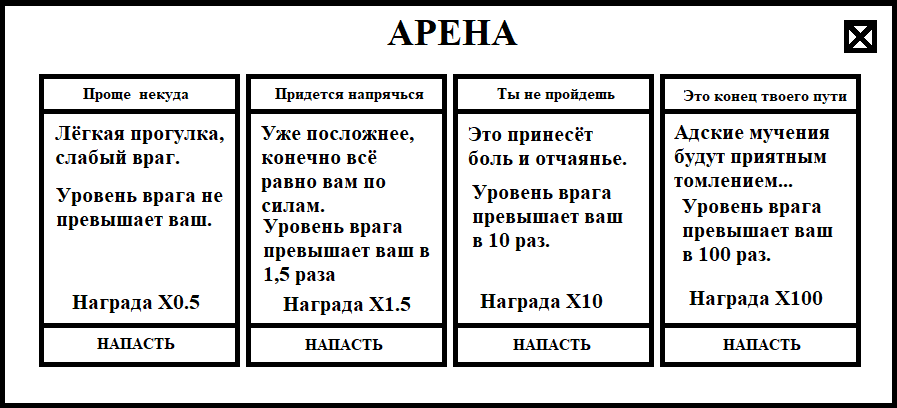 АРЕНА
Проще некуда
Лёгкая прогулка,
слабый враг.
Уровень врага не
превышает ваш.
Награда X0.5
НАПАСТЬ
Придется напрячься
Уже посложнее,
конечно всё
равно вам по
силам.
Уровень врага
превышает ваш в
1,5 раза
Награда X1.5
НАПАСТЬ
Ты не пройдешь
Это принесёт
боль и отчаянье.
Уровень врага
превышает ваш
в 10 раз.
Награда X10
НАПАСТЬ
Это конец твоего пути
Адские мучения
будут приятным
томлением...
Уровень врага
превышает ваш
в 100 раз.
Награда X100
НАПАСТЬ